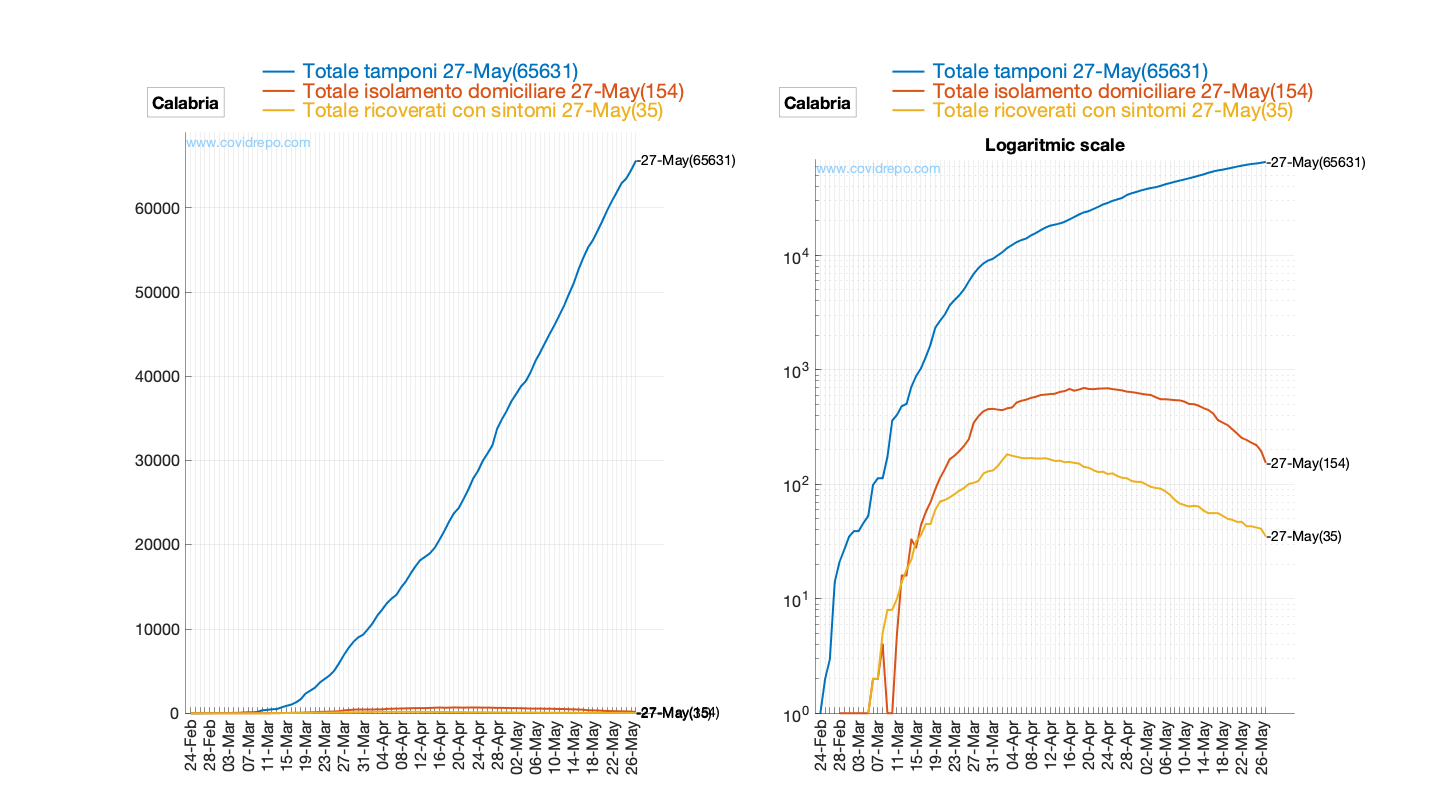 Totale tamponi 27-May(65631)
Totale isolamento domiciliare 27-May(154)
Totale ricoverati con sintomi 27-May(35)
Calabria
www.covidrepo.com
-27-May(65631)
60000
50000
40000
30000
20000
10000
0
-27-May(154)
-27-May(35)
24-Feb
28-Feb
03-Mar
07-Mar
11-Mar
15-Mar
19-Mar
23-Mar
27-Mar
31-Mar
04-Apr
08-Apr
12-Apr
16-Apr
20-Apr
24-Apr
28-Apr
02-May
06-May
10-May
14-May
18-May
22-May
26-May
Totale tamponi 27-May(65631)
Totale isolamento domiciliare 27-May(154)
Totale ricoverati con sintomi 27-May(35)
Calabria
Logaritmic scale
www.covidrepo.com
-27-May(65631)
10^4
10^3
-27-May(154)
10^2
-27-May(35)
10^1
10^0
24-Feb
28-Feb
03-Mar
07-Mar
11-Mar
15-Mar
19-Mar
23-Mar
27-Mar
31-Mar
04-Apr
08-Apr
12-Apr
16-Apr
20-Apr
24-Apr
28-Apr
02-May
06-May
10-May
14-May
18-May
22-May
26-May